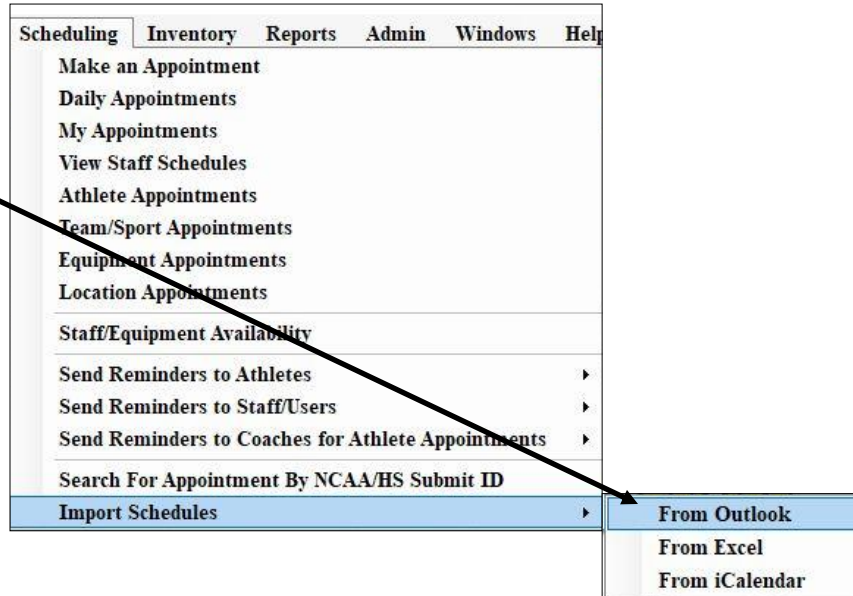 Scheduling Inventory Reports Admin Windows Help
Make an Appointment
Daily Appointments
My Appointments
View Staff Schedules
Athlete Appointments
Team/Sport Appointments
Equipment Appointments
Location Appointments
Staff/Equipment Availability
Send Reminders to Athletes
Send Reminders to Staff/Users
Send Reminders to Coaches for Athlete Appointments
Search For Appointment By NCAA/HS Submit ID
Import Schedules
From Outlook
From Excel
From iCalendar